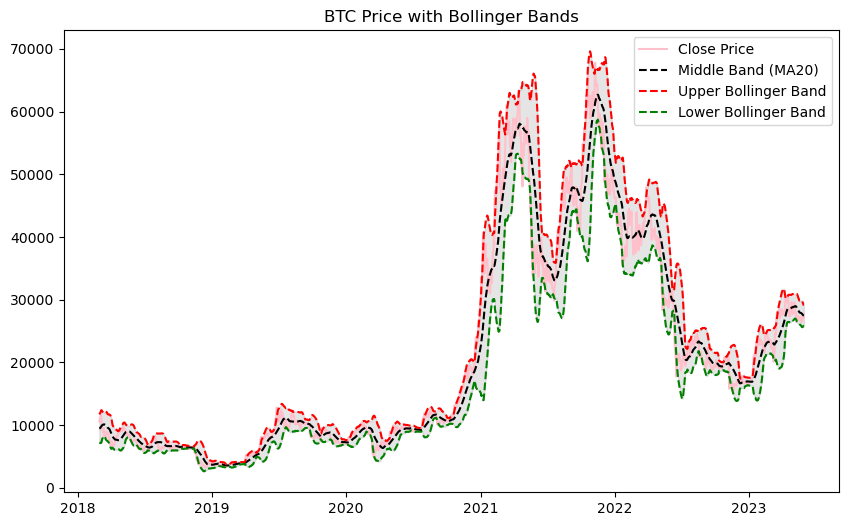 BTC Price with Bollinger Bands
70000
60000
50000
40000
30000
20000
10000
0
Close Price
Middle Band (MA20)
Upper Bollinger Band
Lower Bollinger Band
2018 2019 2020 2021 2022 2023